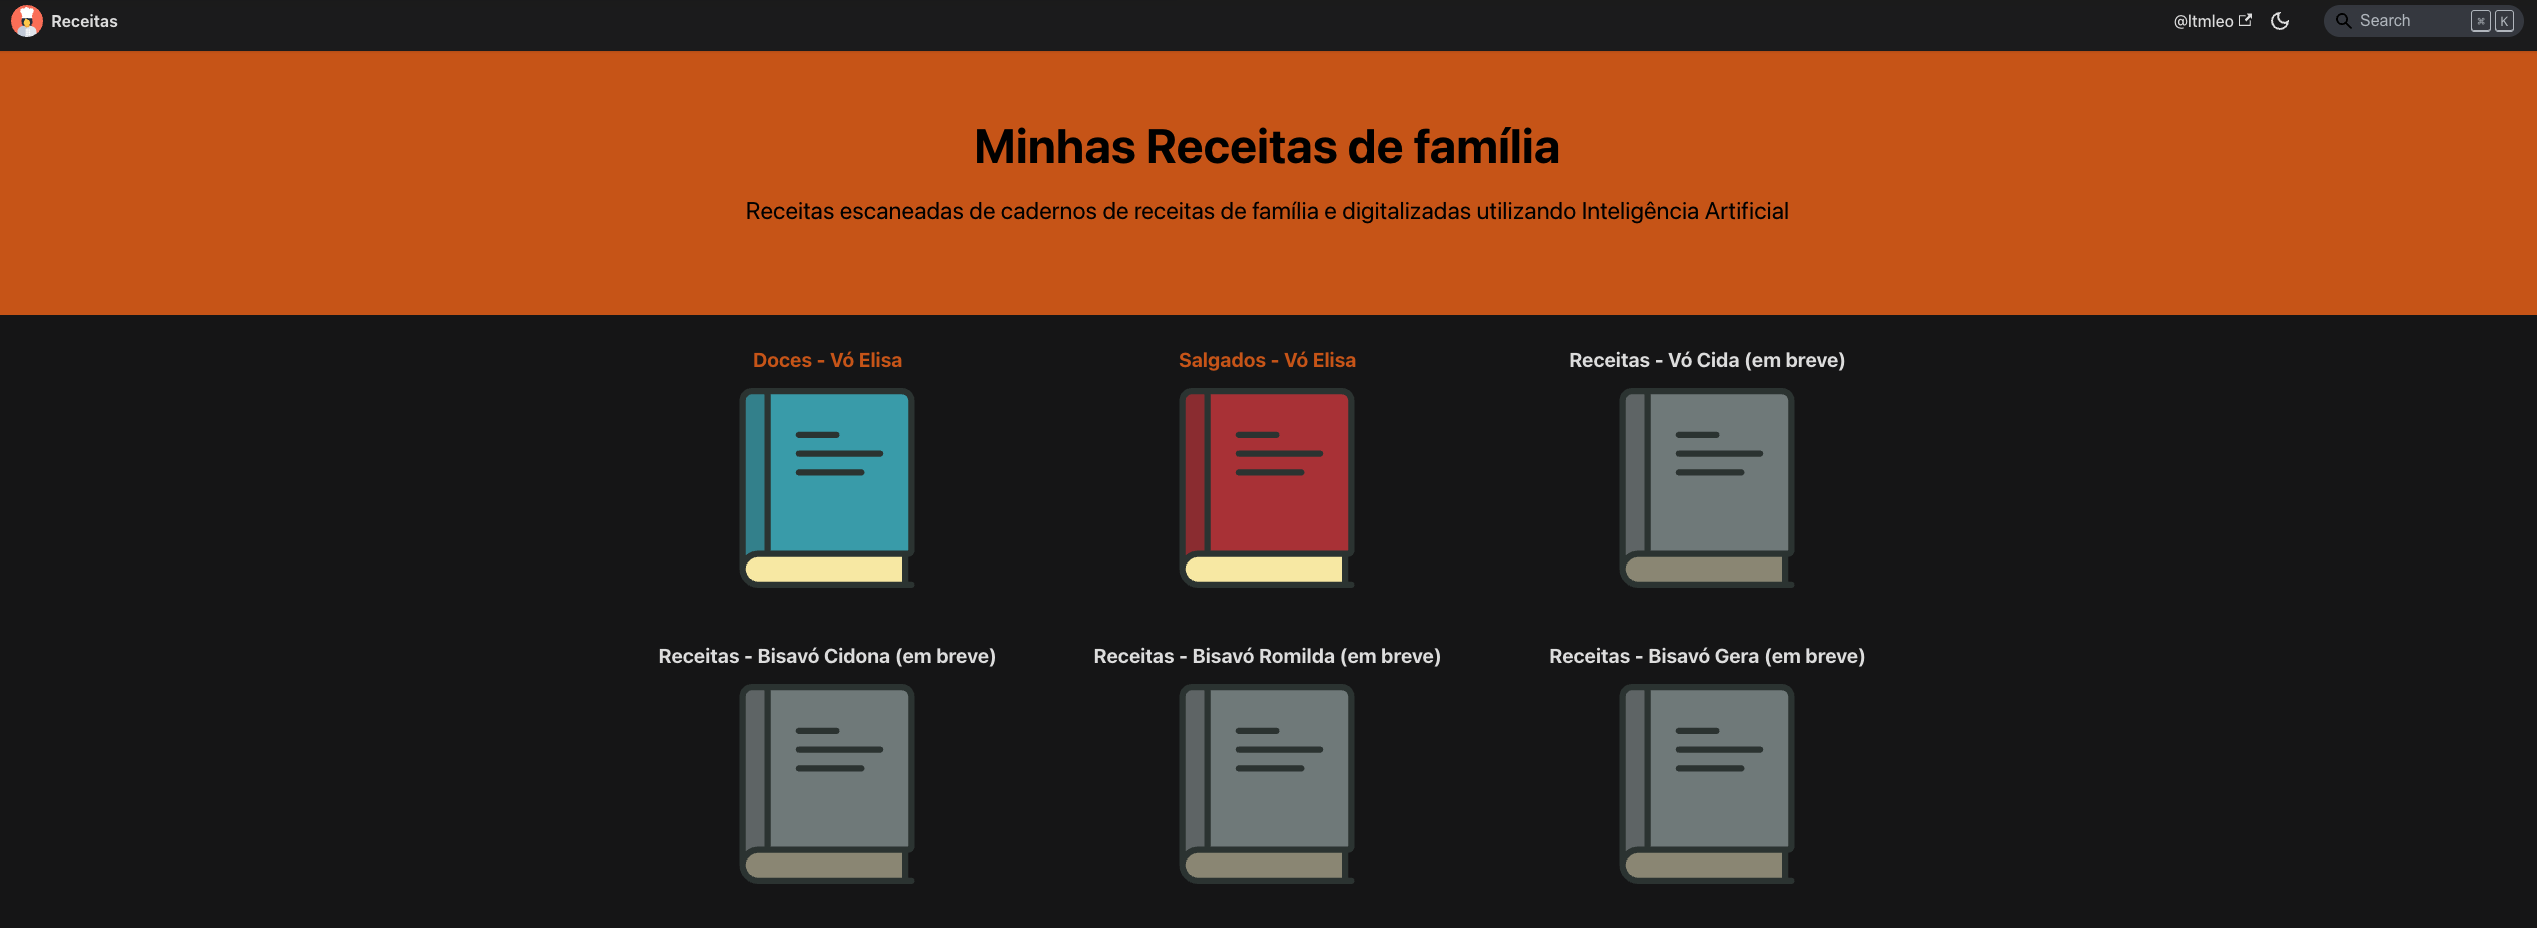 Receitas
@ltmleo
Search
⌘ K
Minhas Receitas de família
Receitas escaneadas de cadernos de receitas de família e digitalizadas utilizando Inteligência Artificial
Doces - Vó Elisa
Salgados - Vó Elisa
Receitas - Vó Cida (em breve)
Receitas - Bisavó Cidona (em breve)
Receitas - Bisavó Romilda (em breve)
Receitas - Bisavó Gera (em breve)